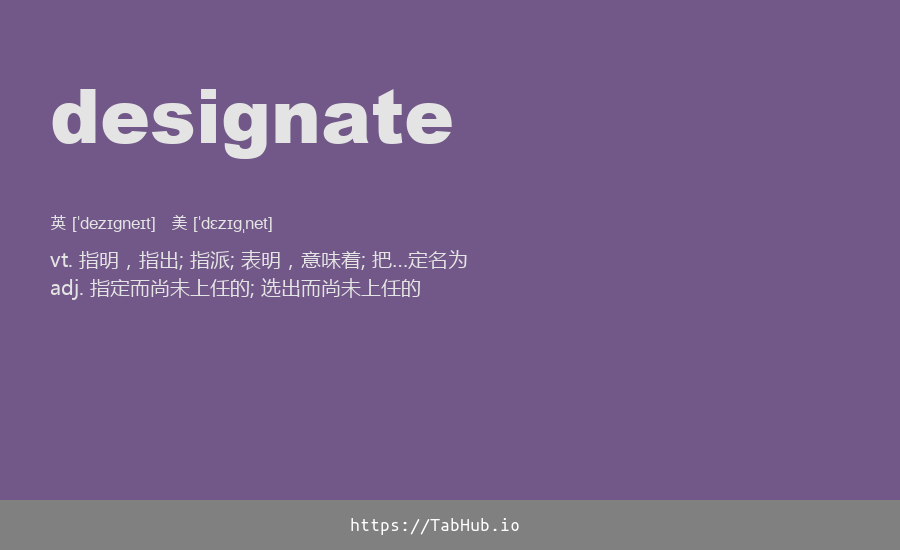 designate
英 [ˈdezɪɡneɪt]   美 [ˈdɛzɪɡˌnet]
vt. 指明，指出; 指派; 表明，意味着; 把…定名为
adj. 指定而尚未上任的; 选出而尚未上任的
https://TabHub.io